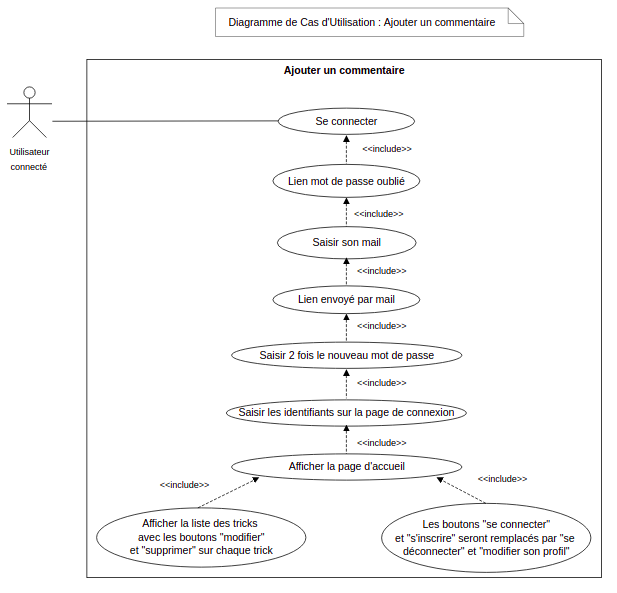 Diagramme de Cas d'Utilisation : Ajouter un commentaire
Ajouter un commentaire
Utilisateur
connecté
Se connecter
<<include>>
Lien mot de passe oublié
<<include>>
Saisir son mail
<<include>>
Lien envoyé par mail
<<include>>
Saisir 2 fois le nouveau mot de passe
<<include>>
Saisir les identifiants sur la page de connexion
<<include>>
Afficher la page d'accueil
<<include>>
<<include>>
Afficher la liste des tricks
avec les boutons "modifier"
et "supprimer" sur chaque trick
Les boutons "se connecter"
et "s'inscrire" seront remplacés par "se
déconnecter" et "modifier son profil"